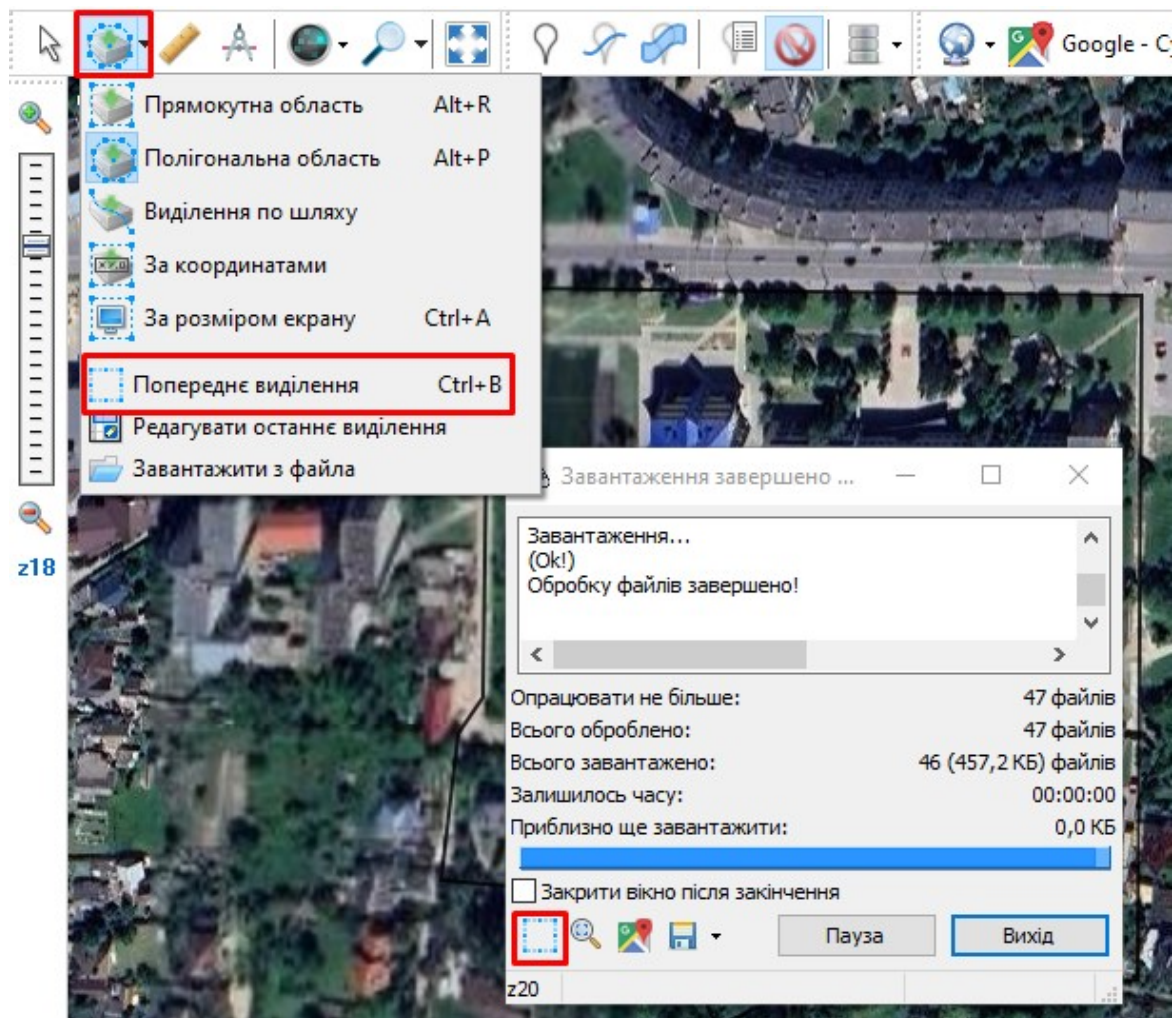 Google - Су
Прямокутна область Alt+R
Полігональна область Alt+P
Виділення по шляху
За координатами
За розміром екрану Ctrl+A
Попереднє виділення Ctrl+B
Редагувати останнє виділення
Завантажити з файла
z18
Завантаження завершено ...
Завантаження...
(Ok!)
Обробку файлів завершено!
Опрацювати не більше: 47 файлів
Всього оброблено: 47 файлів
Всього завантажено: 46 (457,2 КБ) файлів
Залишилось часу: 00:00:00
Приблизно ще завантажити: 0,0 КБ
Закрити вікно після закінчення
Пауза Вихід
z20